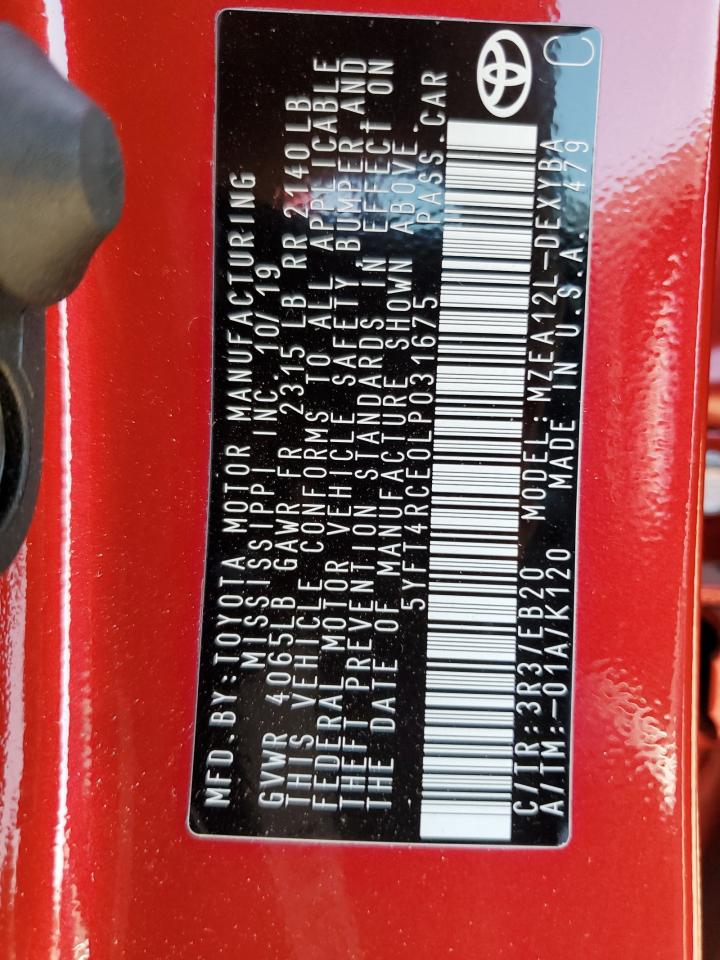 MFD.BY:TOYOTA MOTOR MANUFACTURING
MISSISSIPPI INC. 10/19
GVWR 4065LB GAWR FR 2315 LB RR 2140LB
THIS VEHICLE CONFORMS TO ALL APPLICABLE
FEDERAL MOTOR VEHICLE SAFETY BUMPER AND
THEFT PREVENTION STANDARDS IN EFFECT ON
THE DATE OF MANUFACTURE SHOWN ABOVE.
5YFT4RCE0LP031675 PASS.CAR
C/TR:3R3/EB20 MODEL:MZEA12L-DEXYBA
A/TM:-01A/K120 MADE IN U.S.A. 479 C